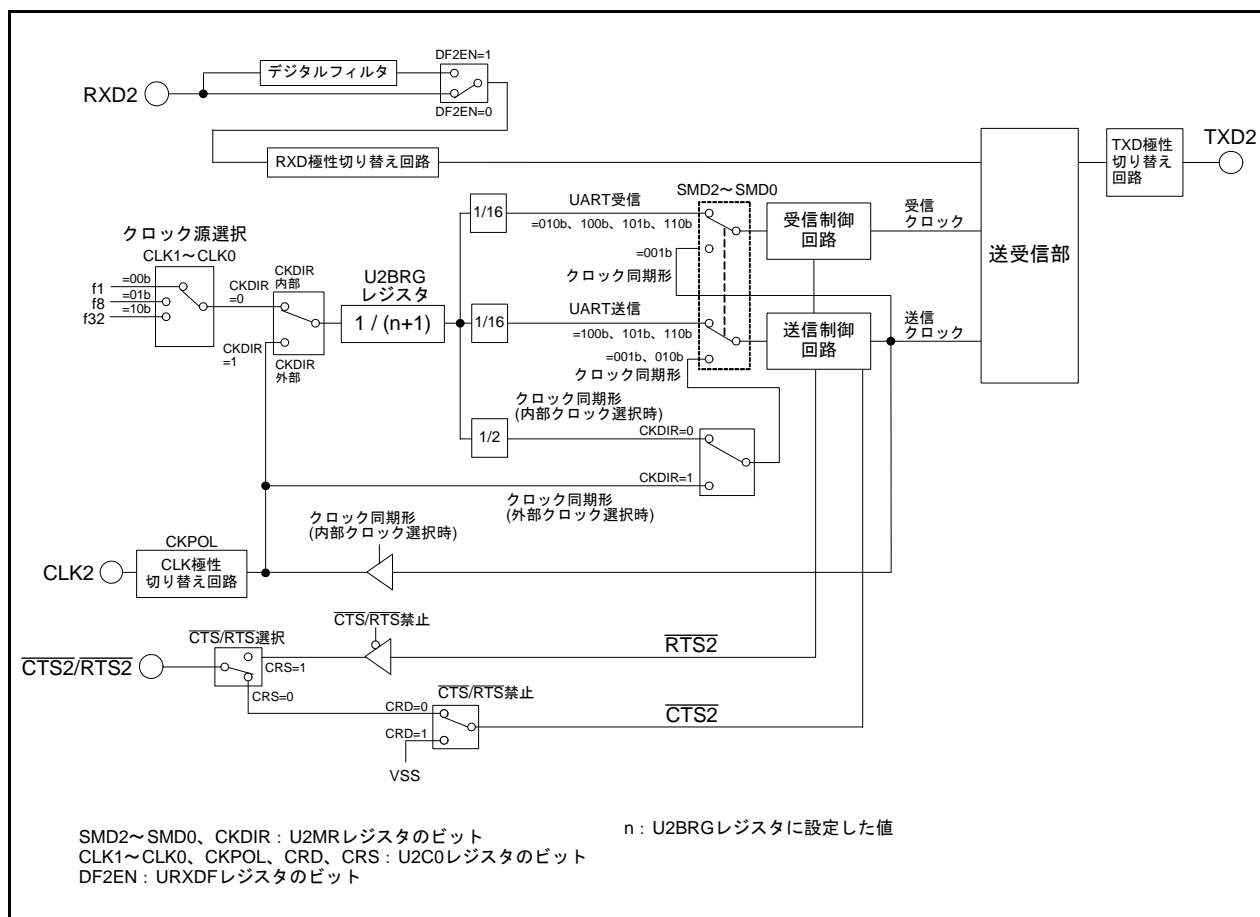 DF2EN=1
デジタルフィルタ
RXD2
DF2EN=0
RXD極性切り替え回路
TXD極性
切り替え
回路
TXD2
SMD2～SMD0
1/16
UART受信
=010b、100b、101b、110b
受信制御
回路
受信
クロック
送受信部
クロック源選択
CLK1～CLK0
f1
=00b
f8
=01b
f32
=10b
CKDIR
=0
CKDIR
内部
CKDIR
=1
CKDIR
外部
U2BRG
レジスタ
1 / (n+1)
=001b
クロック同期形
1/16
UART送信
=100b、101b、110b
送信制御
回路
送信
クロック
=001b、010b
クロック同期形
クロック同期形
(内部クロック選択時)
1/2
CKDIR=0
CKDIR=1
クロック同期形
(外部クロック選択時)
クロック同期形
(内部クロック選択時)
CKPOL
CLK2
CLK極性
切り替え回路
CTS/RTS禁止
CTS/RTS選択
RTS2
CTS2/RTS2
CRS=1
CRS=0
CTS/RTS禁止
CRD=0
CTS2
CRD=1
VSS
SMD2～SMD0、CKDIR : U2MRレジスタのビット
n : U2BRGレジスタに設定した値
CLK1～CLK0、CKPOL、CRD、CRS : U2C0レジスタのビット
DF2EN : URXDFレジスタのビット